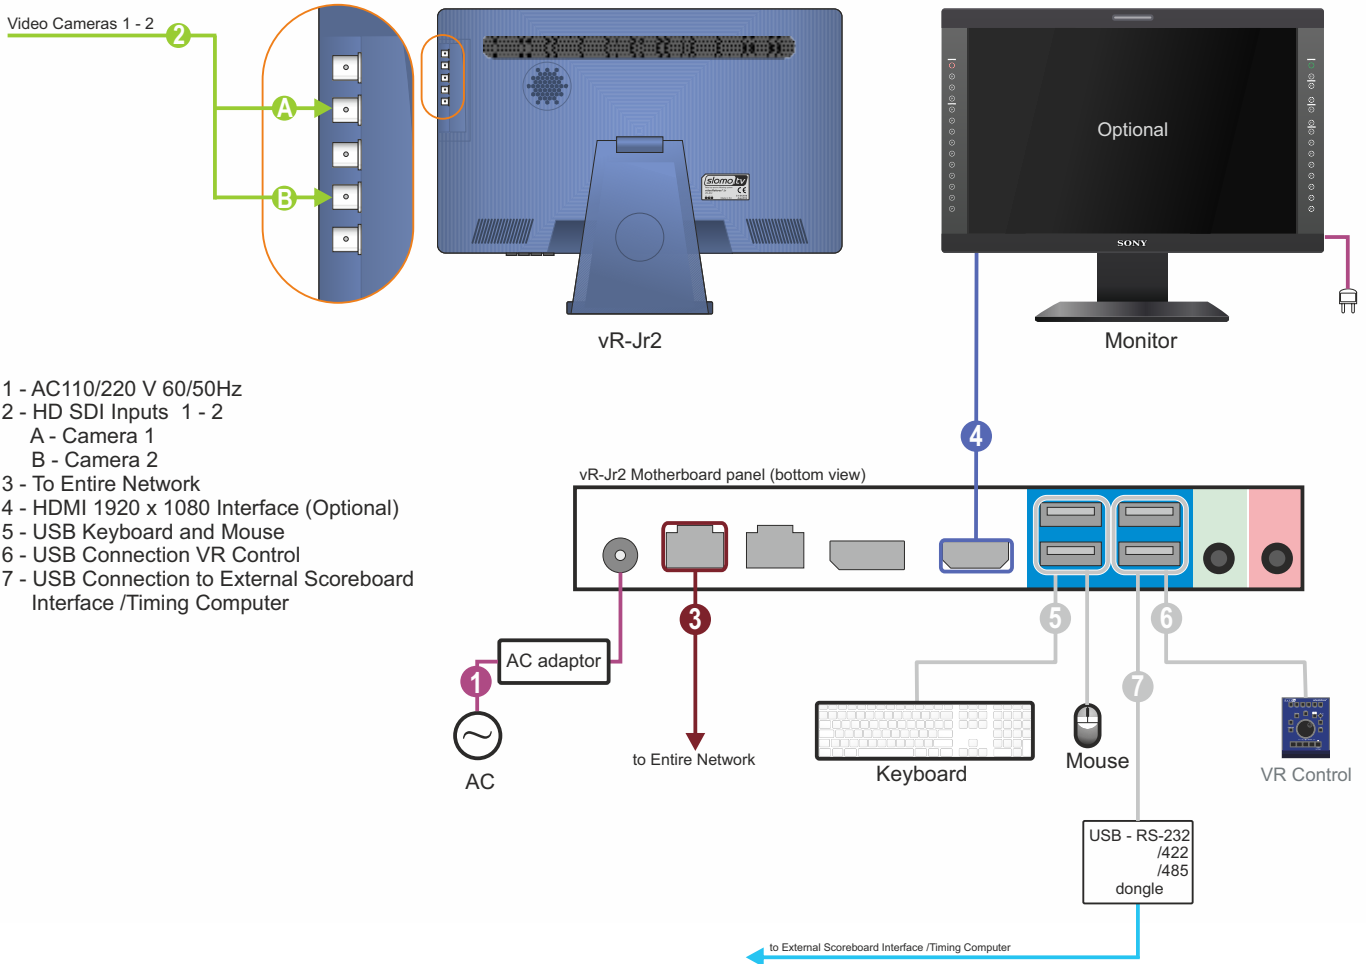 Video Cameras 1 - 2
2
A
B
slomo tv
CE
vR-Jr2
Optional
SONY
Monitor
1 - AC110/220 V 60/50Hz
2 - HD SDI Inputs 1 - 2
A - Camera 1
B - Camera 2
3 - To Entire Network
4 - HDMI 1920 x 1080 Interface (Optional)
5 - USB Keyboard and Mouse
6 - USB Connection VR Control
7 - USB Connection to External Scoreboard
Interface /Timing Computer
4
vR-Jr2 Motherboard panel (bottom view)
3
5
6
7
1
AC adaptor
AC
to Entire Network
Keyboard
Mouse
VR Control
USB - RS-232
/422
/485
dongle
to External Scoreboard Interface /Timing Computer